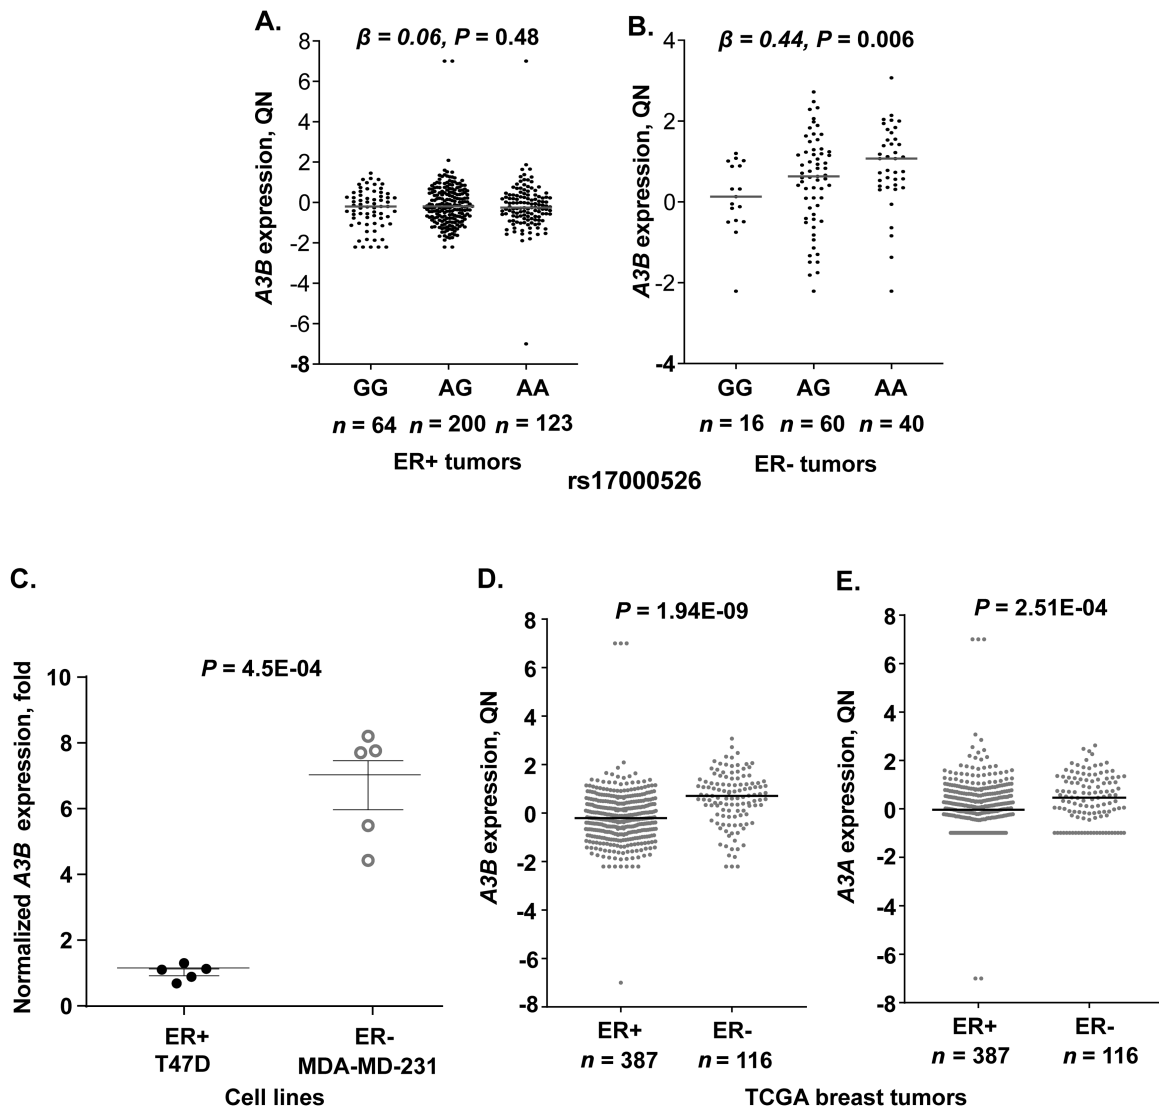 A.
β = 0.06, P = 0.48
A3B expression, QN
8
6
4
2
0
-2
-4
-6
-8
GG AG AA
n = 64 n = 200 n = 123
ER+ tumors
B.
β = 0.44, P = 0.006
A3B expression, QN
4
2
0
-2
-4
GG AG AA
n = 16 n = 60 n = 40
ER- tumors
rs17000526
C.
P = 4.5E-04
Normalized A3B expression, fold
10
8
6
4
2
0
ER+ ER-
T47D MDA-MD-231
Cell lines
D.
P = 1.94E-09
A3B expression, QN
8
6
4
2
0
-2
-4
-6
-8
ER+ ER-
n = 387 n = 116
E.
P = 2.51E-04
A3A expression, QN
8
6
4
2
0
-2
-4
-6
-8
ER+ ER-
n = 387 n = 116
TCGA breast tumors